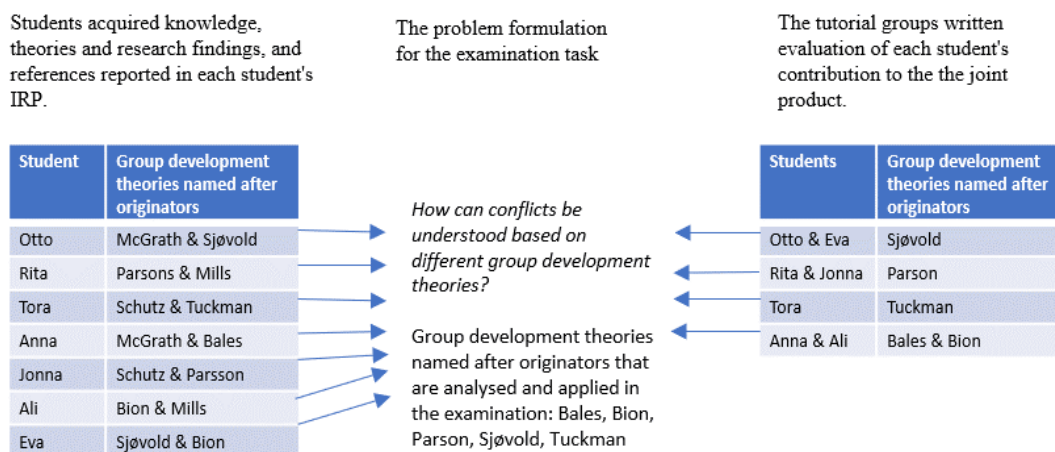 Students acquired knowledge,
theories and research findings, and
references reported in each student's
IRP.
The problem formulation
for the examination task
The tutorial groups written
evaluation of each student's
contribution to the the joint
product.
Student Group development
theories named after
originators
Otto McGrath & Sjøvold
Rita Parsons & Mills
Tora Schutz & Tuckman
Anna McGrath & Bales
Jonna Schutz & Parsson
Ali Bion & Mills
Eva Sjøvold & Bion
How can conflicts be
understood based on
different group development
theories?
Group development theories
named after originators that
are analysed and applied in
the examination: Bales, Bion,
Parson, Sjøvold, Tuckman
Students Group development
theories named after
originators
Otto & Eva Sjøvold
Rita & Jonna Parson
Tora Tuckman
Anna & Ali Bales & Bion